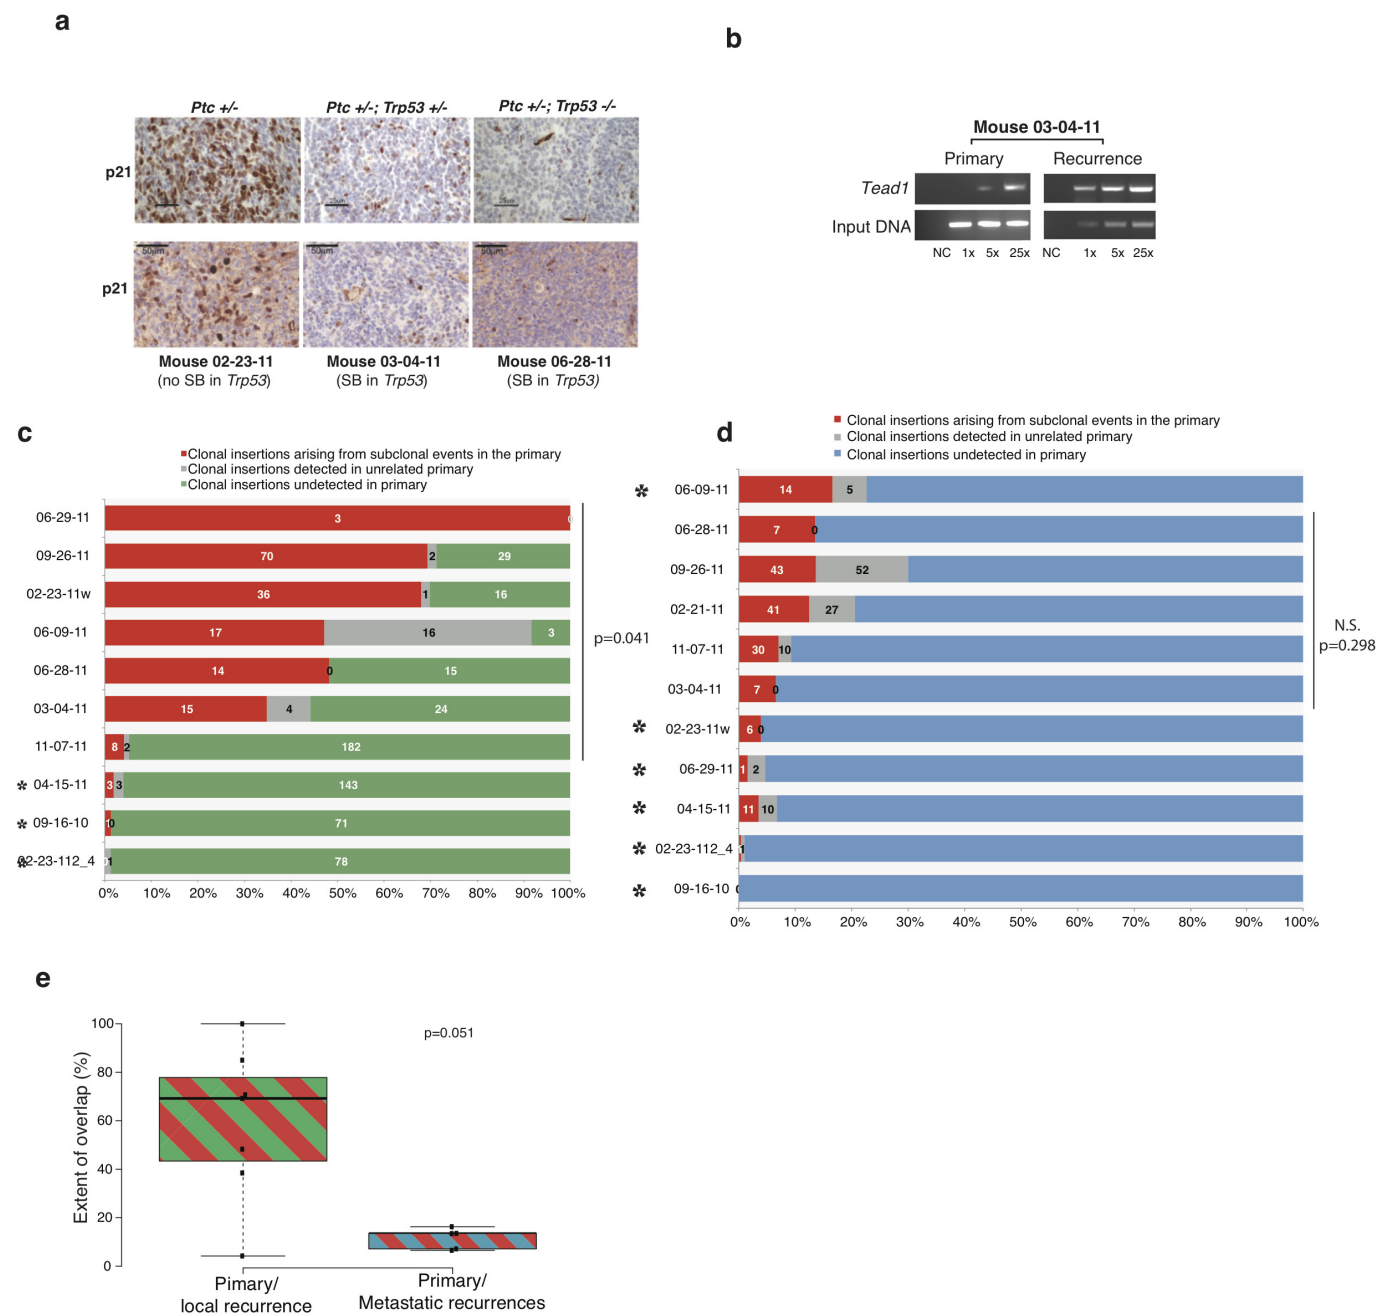 a
Ptc +/-
Ptc +/-; Trp53 +/-
Ptc +/-; Trp53 -/-
p21
25µm
p21
50µm
50µm
50µm
Mouse 02-23-11
(no SB in Trp53)
Mouse 03-04-11
(SB in Trp53)
Mouse 06-28-11
(SB in Trp53)
b
Mouse 03-04-11
Primary
Recurrence
Tead1
Input DNA
NC 1x 5x 25x
NC 1x 5x 25x
c
Clonal insertions arising from subclonal events in the primary
Clonal insertions detected in unrelated primary
Clonal insertions undetected in primary
06-29-11 3 0
09-26-11 70 2 29
02-23-11w 36 1 16
06-09-11 17 16 3
06-28-11 14 0 15
03-04-11 15 4 24
11-07-11 8 2 182
* 04-15-11 3 3 143
* 09-16-10 1 0 71
* 02-23-112_4 1 78
0% 10% 20% 30% 40% 50% 60% 70% 80% 90% 100%
p=0.041
d
Clonal insertions arising from subclonal events in the primary
Clonal insertions detected in unrelated primary
Clonal insertions undetected in primary
* 06-09-11 14 5
06-28-11 7 0
09-26-11 43 52
02-21-11 41 27
11-07-11 30 10
03-04-11 7 0
* 02-23-11w 6 0
* 06-29-11 1 2
* 04-15-11 11 10
* 02-23-112_4 1
* 09-16-10 0
0% 10% 20% 30% 40% 50% 60% 70% 80% 90% 100%
N.S.
p=0.298
e
p=0.051
Extent of overlap (%)
100
80
60
40
20
0
Pimary/
local recurrence
Primary/
Metastatic recurrences